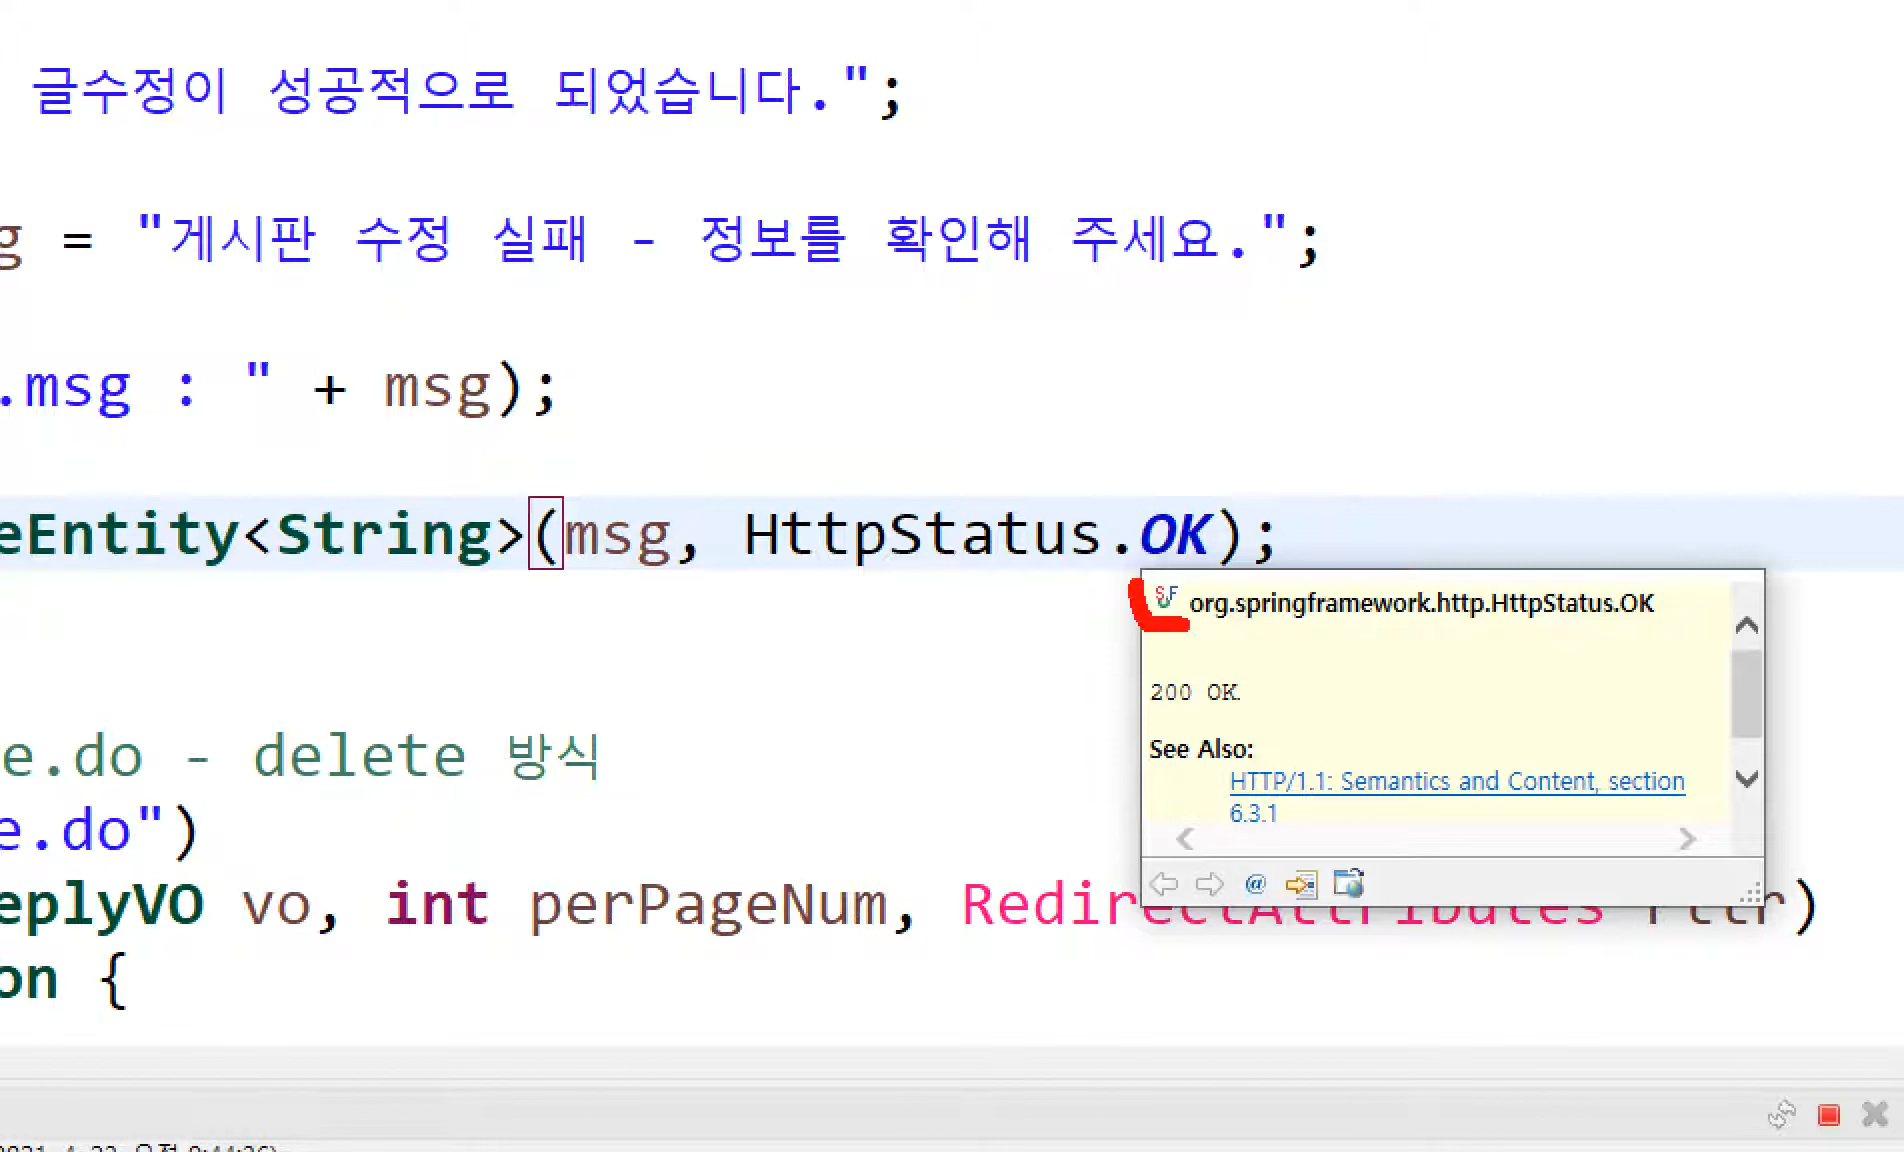 글수정이 성공적으로 되었습니다.";
g = "게시판 수정 실패 - 정보를 확인해 주세요.";
.msg : " + msg);
eEntity<String>(msg, HttpStatus.OK);
S F org.springframework.http.HttpStatus.OK
200 OK.
See Also:
HTTP/1.1: Semantics and Content, section
6.3.1
e.do - delete 방식
e.do")
eplyVO vo, int perPageNum, RedirectAttributes rttr)
on {